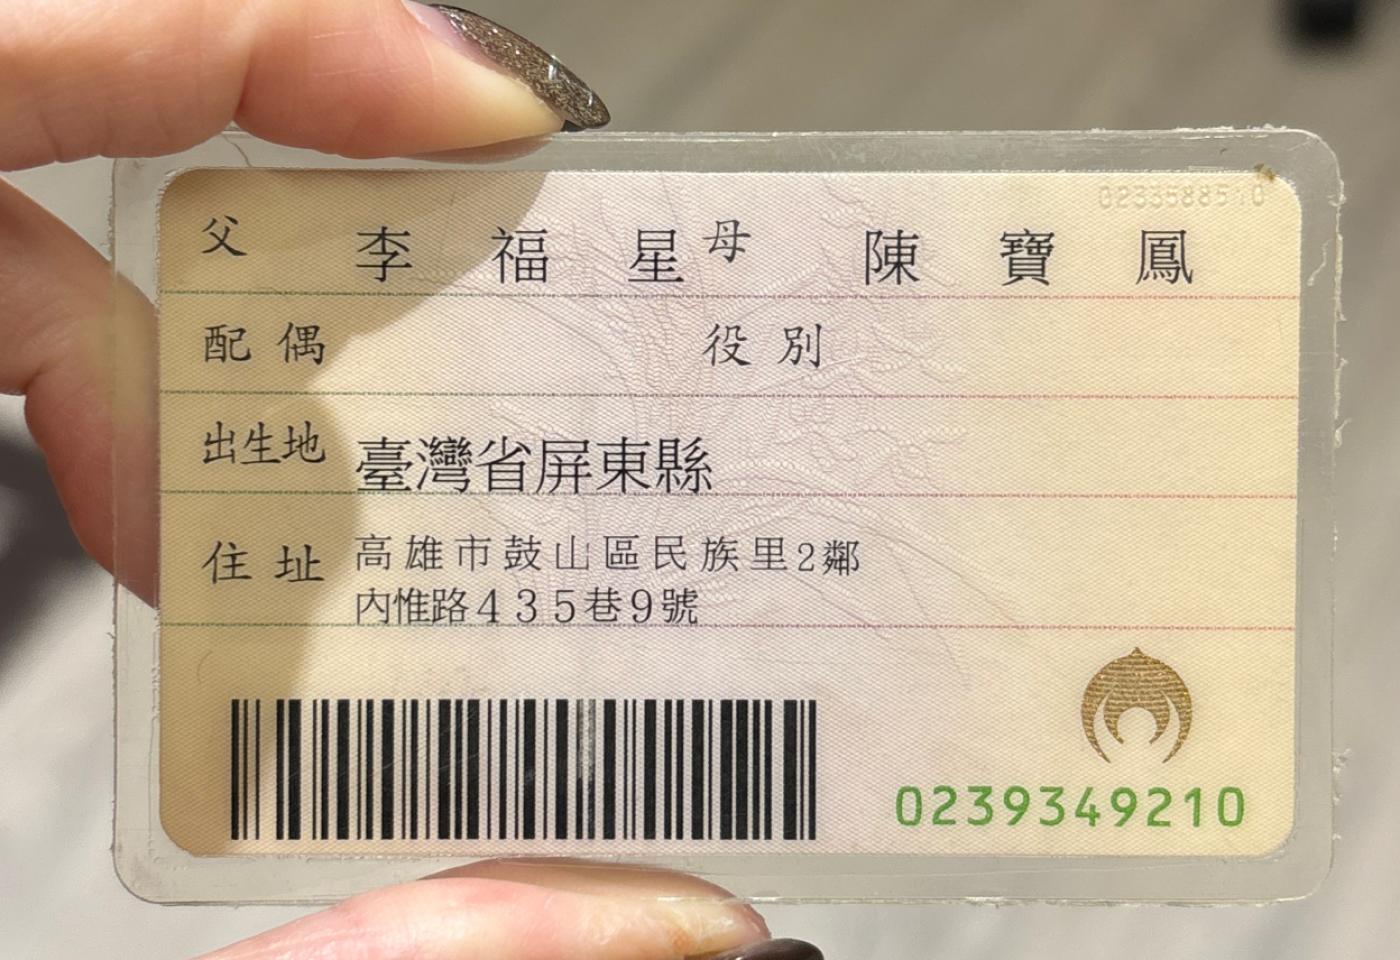 0233588510
父 李福星 母 陳寶鳳
配偶 役別
出生地 臺灣省屏東縣
住址 高雄市鼓山區民族里2鄰
內惟路435巷9號
0239349210